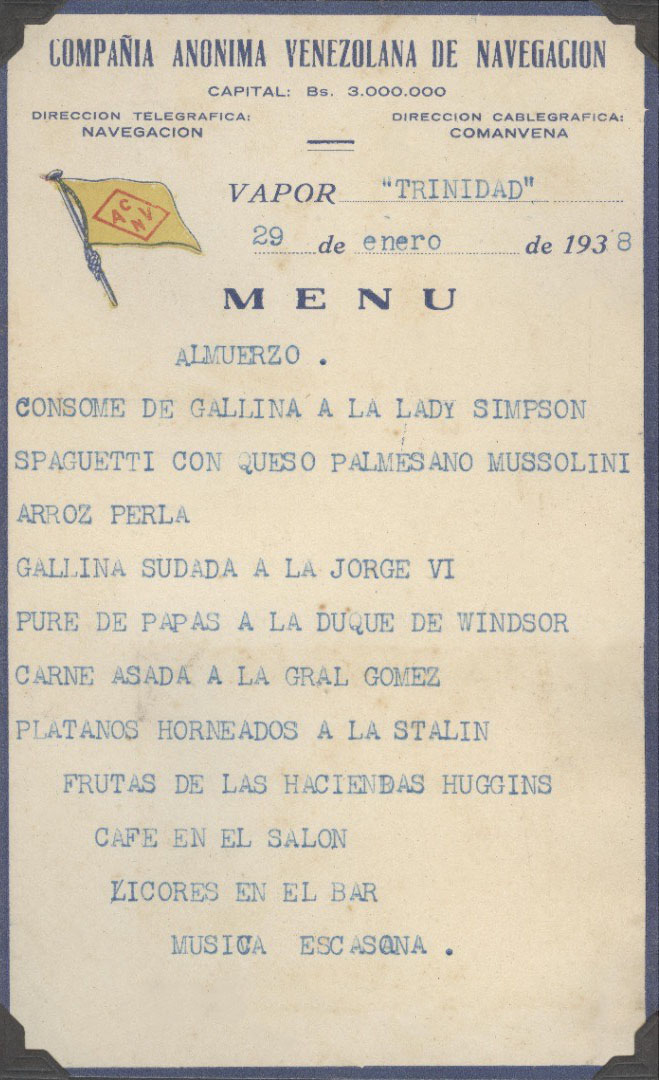 COMPAÑIA ANONIMA VENEZOLANA DE NAVEGACION
CAPITAL: Bs. 3.000.000
DIRECCION TELEGRAFICA:
NAVEGACION
DIRECCION CABLEGRAFICA:
COMANVENA
CANV
VAPOR "TRINIDAD"
29 de enero de 1938
MENU
ALMUERZO .
CONSOME DE GALLINA A LA LADY SIMPSON
SPAGUETTI CON QUESO PALMESANO MUSSOLINI
ARROZ PERLA
GALLINA SUDADA A LA JORGE VI
PURE DE PAPAS A LA DUQUE DE WINDSOR
CARNE ASADA A LA GRAL GOMEZ
PLATANOS HORNEADOS A LA STALIN
FRUTAS DE LAS HACIENDAS HUGGINS
CAFE EN EL SALON
LICORES EN EL BAR
MUSICA ESCASONA .